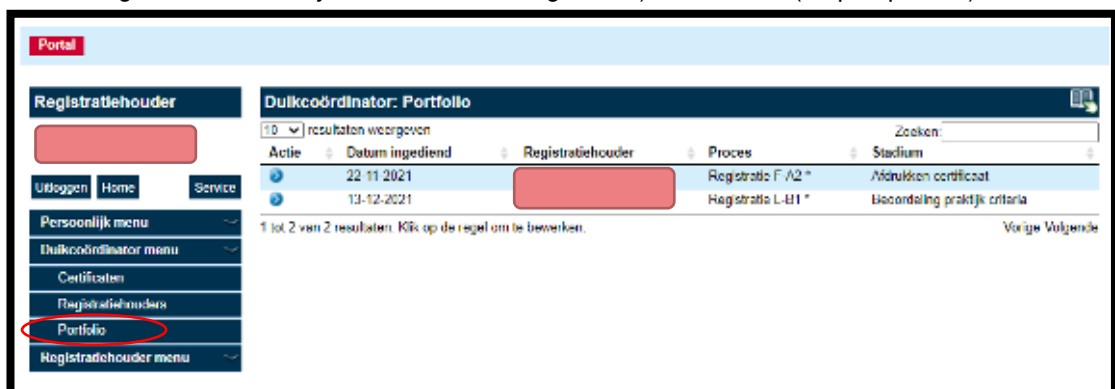 Portal
Registratiehouder
Uitloggen Home Service
Persoonlijk menu
Duikcoördinator menu
Certificaten
Registratiehouders
Portfolio
Registratiehouder menu
Duikcoördinator: Portfolio
10 resultaten weergeven Zoeken:
Actie Datum ingediend Registratiehouder Proces Stadium
22-11-2021 Registratie F-A2 * Afdrukken certificaat
13-12-2021 Registratie L-B1 * Beoordeling praktijk criteria
1 tot 2 van 2 resultaten. Klik op de regel om te bewerken. Vorige Volgende